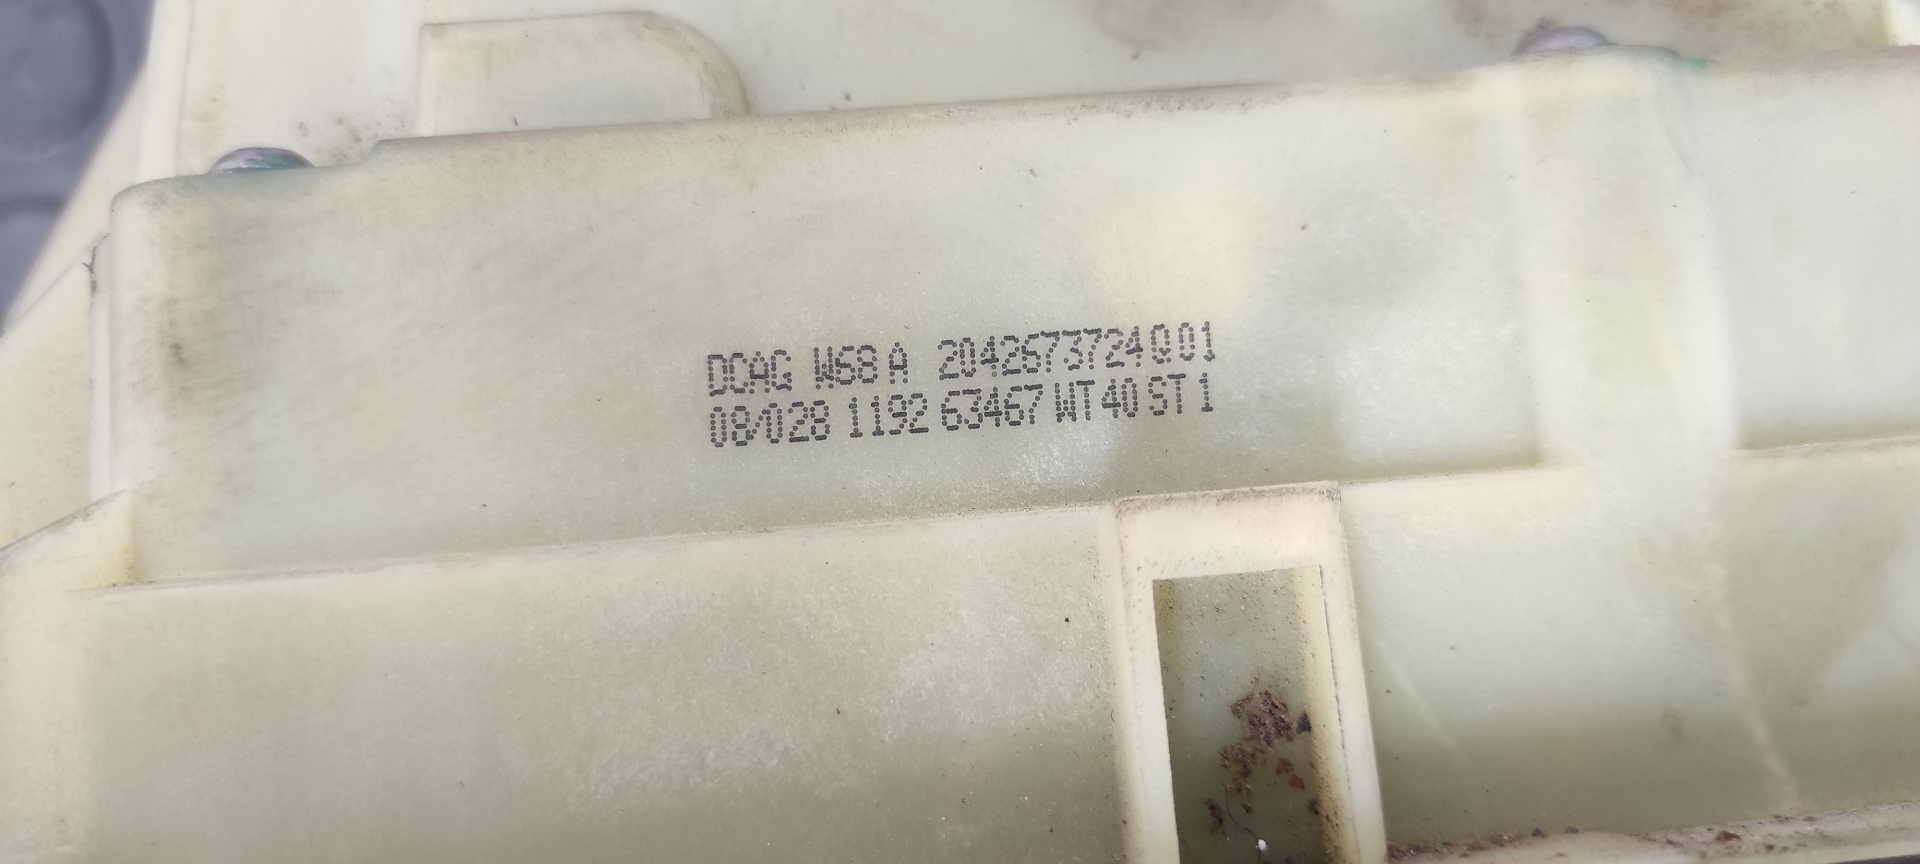 DCAG W68 A 2042673724 Q01
08/028 1192 63467 WT40 ST1